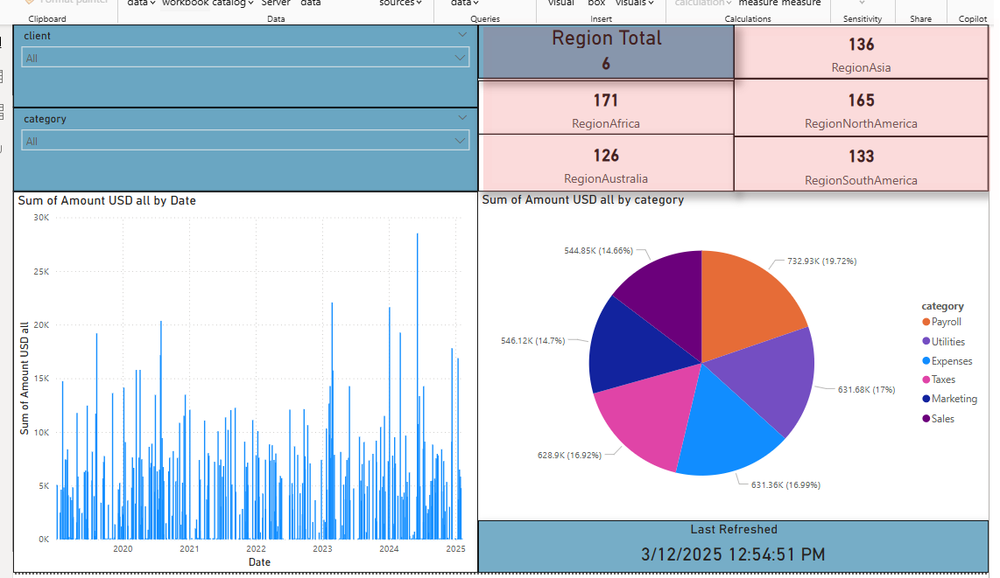 Format painter
data workbook catalog Server data sources data visual box visuals calculation measure measure
Clipboard Data Queries Insert Calculations Sensitivity Share Copilot
client
All
category
All
Region Total
6
136
RegionAsia
171
RegionAfrica
165
RegionNorthAmerica
126
RegionAustralia
133
RegionSouthAmerica
Sum of Amount USD all by Date
Sum of Amount USD all
30K
25K
20K
15K
10K
5K
0K
2020 2021 2022 2023 2024 2025
Date
Sum of Amount USD all by category
544.85K (14.66%)
732.93K (19.72%)
546.12K (14.7%)
631.68K (17%)
628.9K (16.92%)
631.36K (16.99%)
category
Payroll
Utilities
Expenses
Taxes
Marketing
Sales
Last Refreshed
3/12/2025 12:54:51 PM